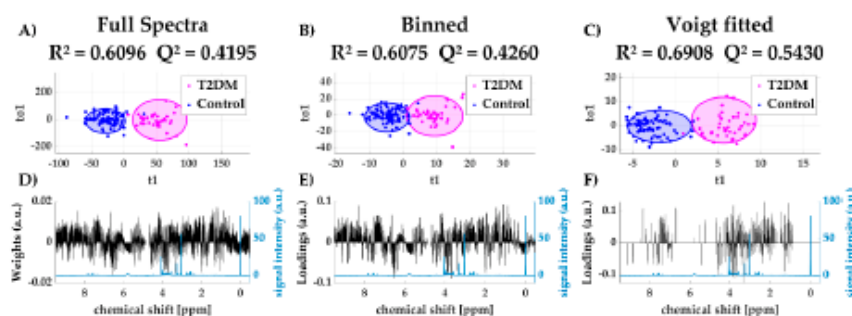 A) Full Spectra
R² = 0.6096 Q² = 0.4195
B) Binned
R² = 0.6075 Q² = 0.4260
C) Voigt fitted
R² = 0.6908 Q² = 0.5430
to1
200
0
-200
T2DM
Control
-100 -50 0 50 100 150
t1
to1
40
20
0
-20
-40
T2DM
Control
-20 -10 0 10 20 30
t1
to1
20
10
0
-10
T2DM
Control
-5 0 5 10 15
t1
D)
Weights (a.u.)
0.02
0
-0.02
100
50
0
signal intensity (a.u.)
8 6 4 2 0
chemical shift [ppm]
E)
Loadings (a.u.)
0.1
0
-0.1
100
50
0
signal intensity (a.u.)
8 6 4 2 0
chemical shift [ppm]
F)
Loadings (a.u.)
0.1
0
-0.1
100
50
0
signal intensity (a.u.)
8 6 4 2 0
chemical shift [ppm]